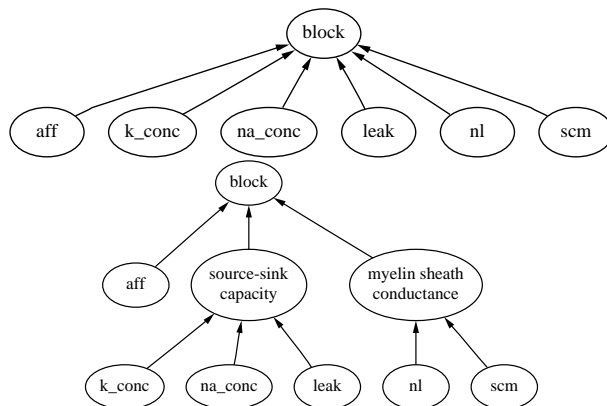 block
aff
k_conc
na_conc
leak
nl
scm
block
aff
source-sink
capacity
myelin sheath
conductance
k_conc
na_conc
leak
nl
scm